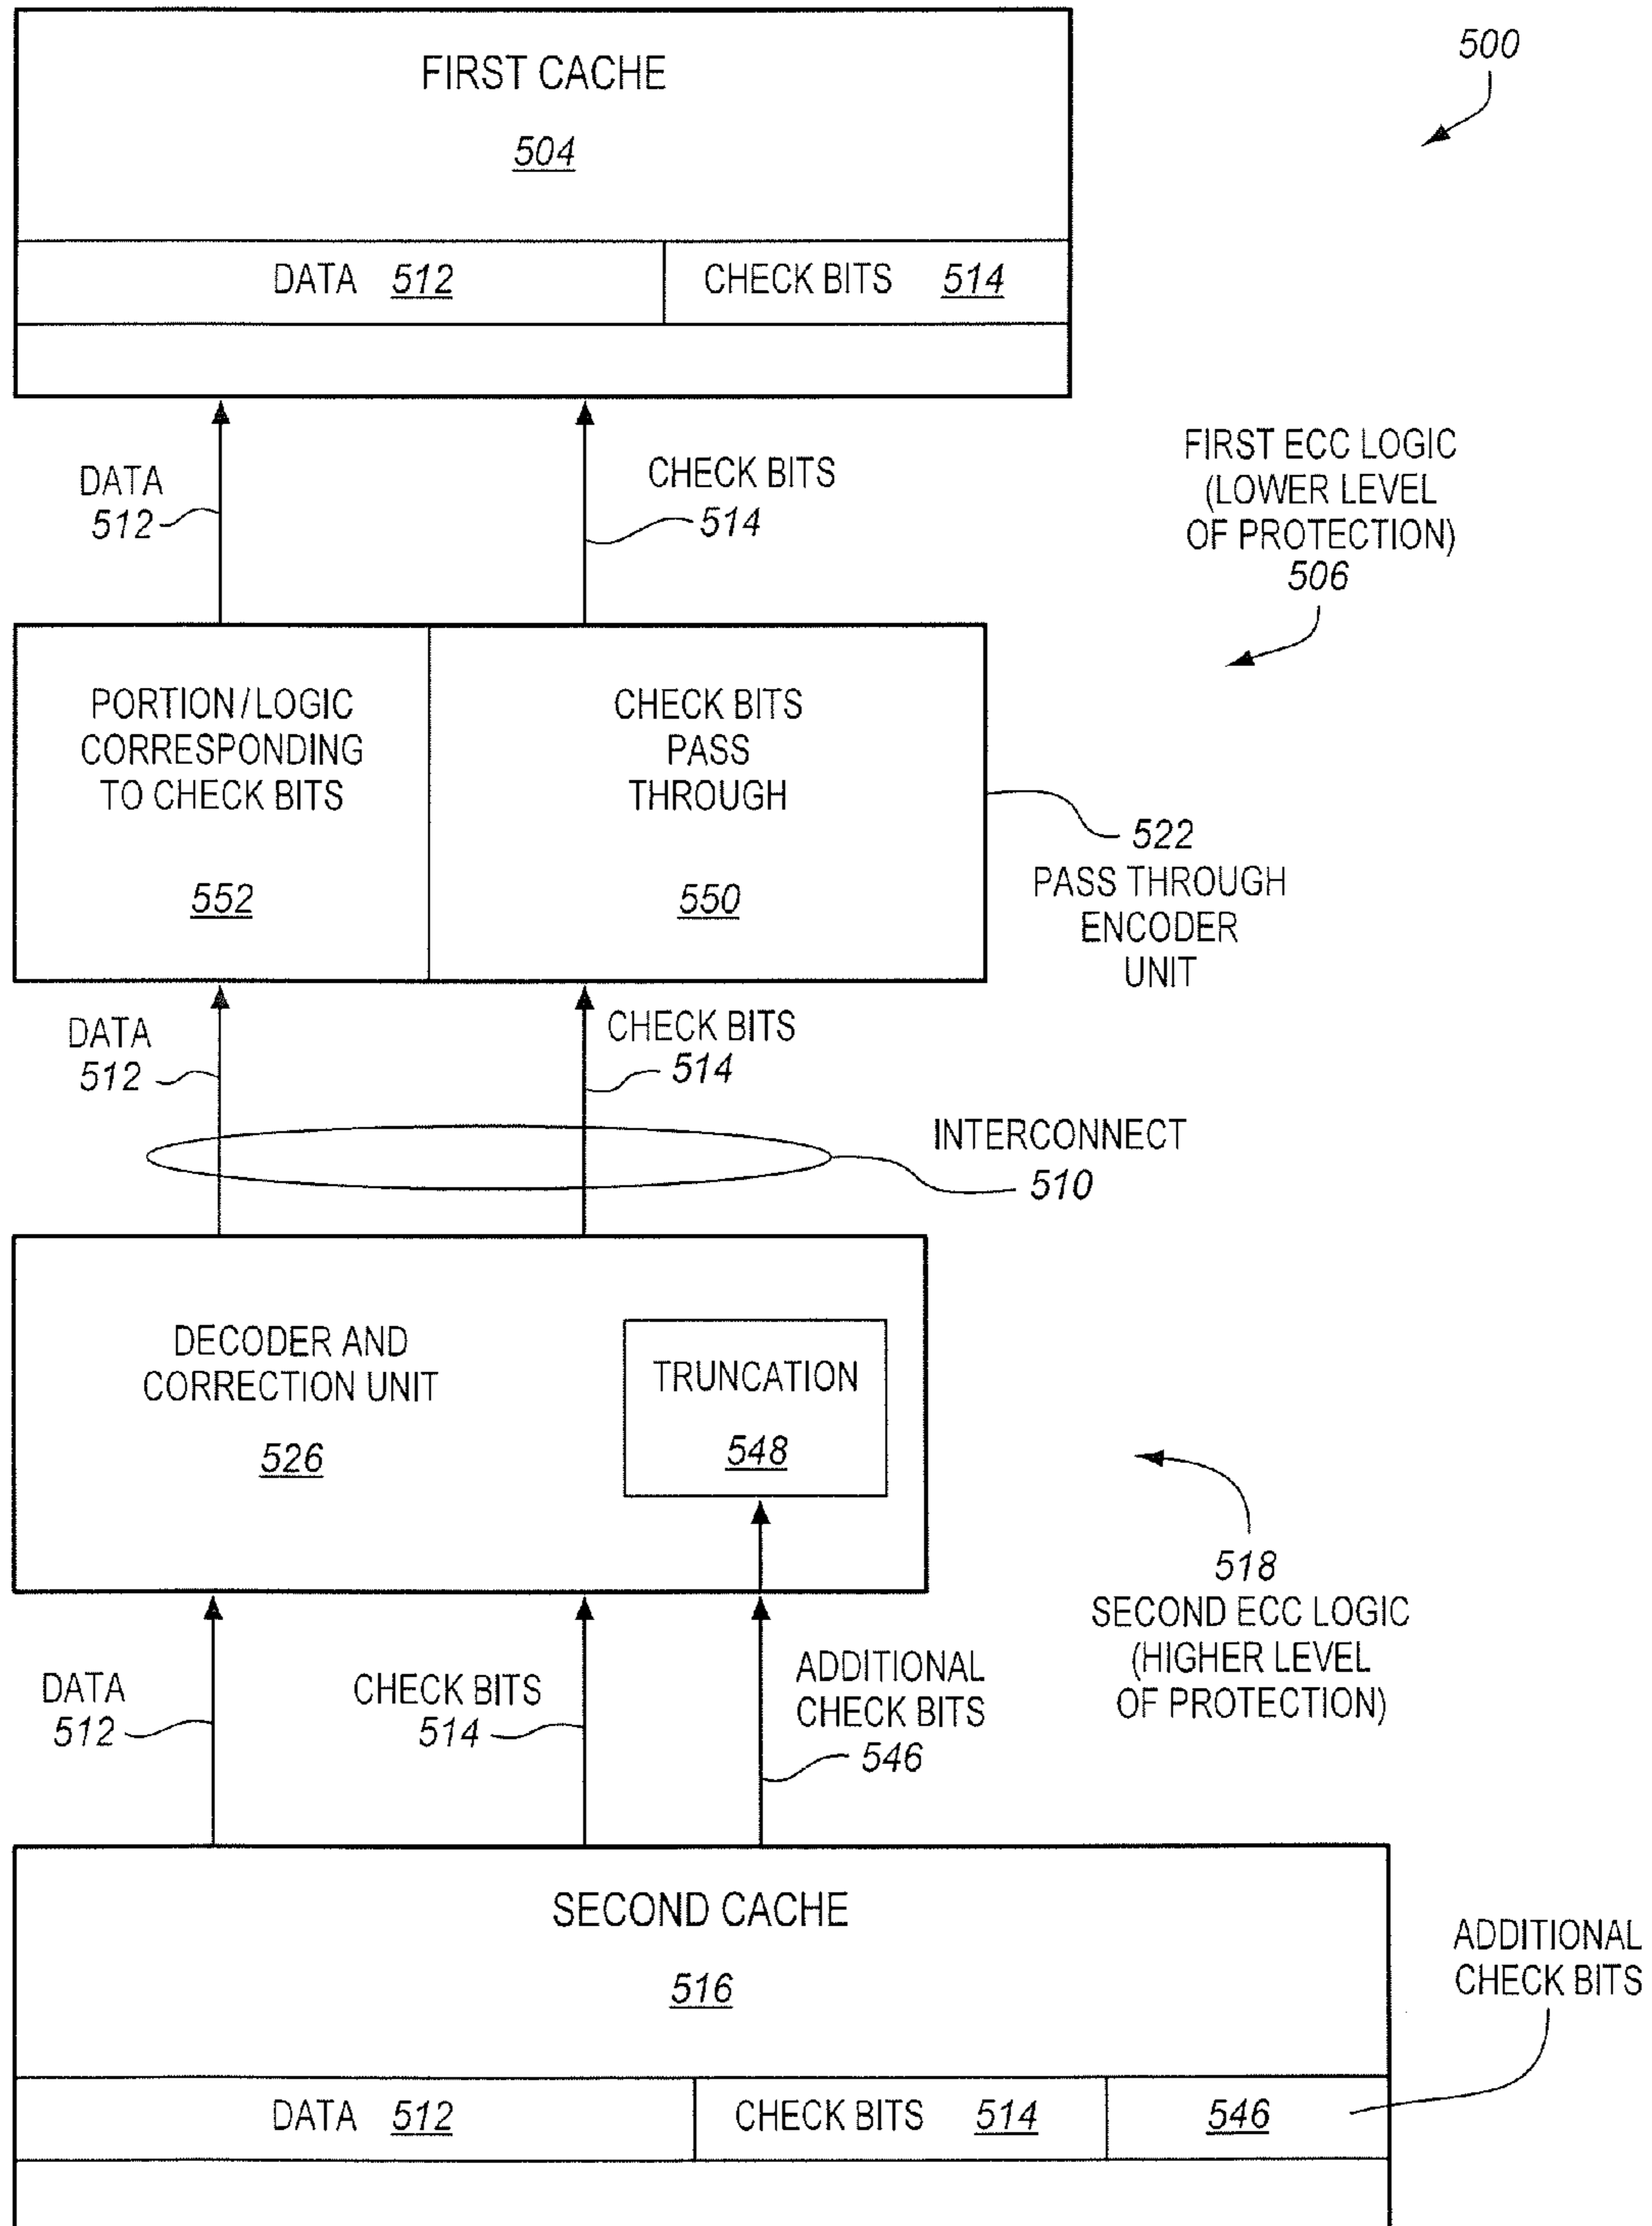 FIRST CACHE
504
500
DATA 512
CHECK BITS 514
DATA
512
CHECK BITS
514
FIRST ECC LOGIC
(LOWER LEVEL
OF PROTECTION)
506
PORTION/LOGIC
CORRESPONDING
TO CHECK BITS
552
CHECK BITS
PASS
THROUGH
550
522
PASS THROUGH
ENCODER
UNIT
DATA
512
CHECK BITS
514
INTERCONNECT
510
DECODER AND
CORRECTION UNIT
526
TRUNCATION
548
518
SECOND ECC LOGIC
(HIGHER LEVEL
OF PROTECTION)
DATA
512
CHECK BITS
514
ADDITIONAL
CHECK BITS
546
SECOND CACHE
516
ADDITIONAL
CHECK BITS
DATA 512
CHECK BITS 514
546